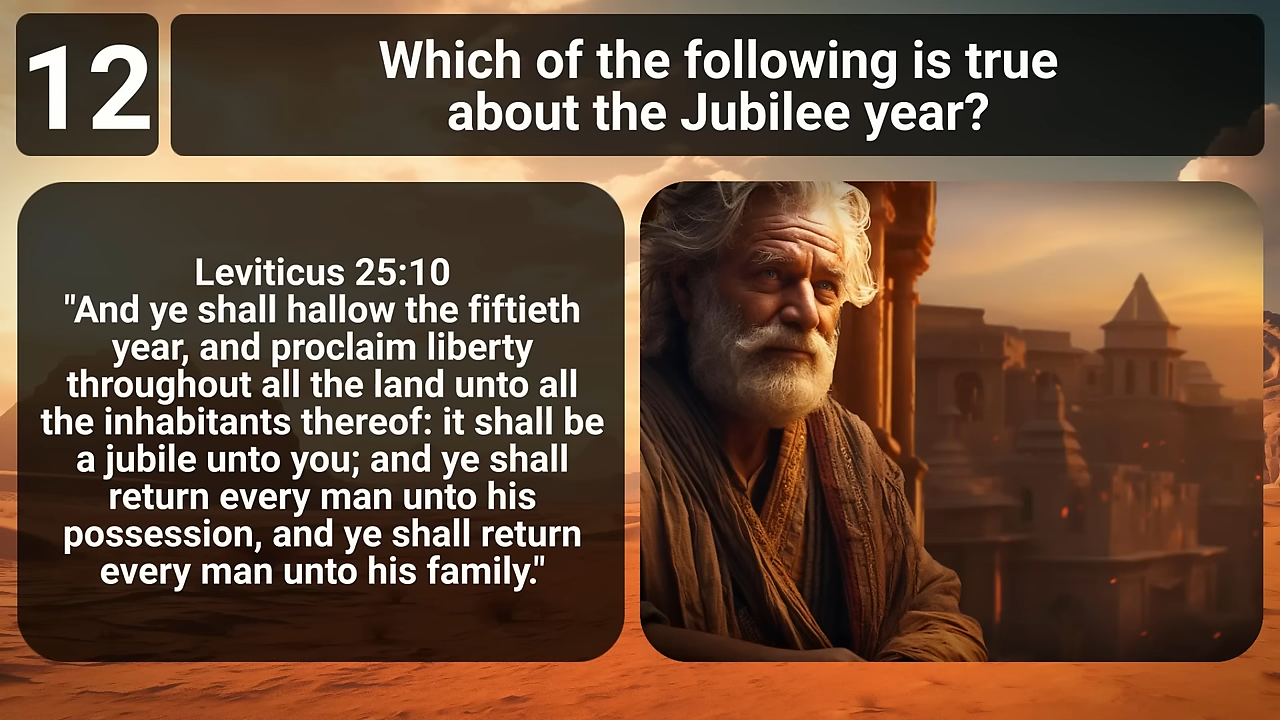 12
Which of the following is true
about the Jubilee year?
Leviticus 25:10
"And ye shall hallow the fiftieth
year, and proclaim liberty
throughout all the land unto all
the inhabitants thereof: it shall be
a jubile unto you; and ye shall
return every man unto his
possession, and ye shall return
every man unto his family."